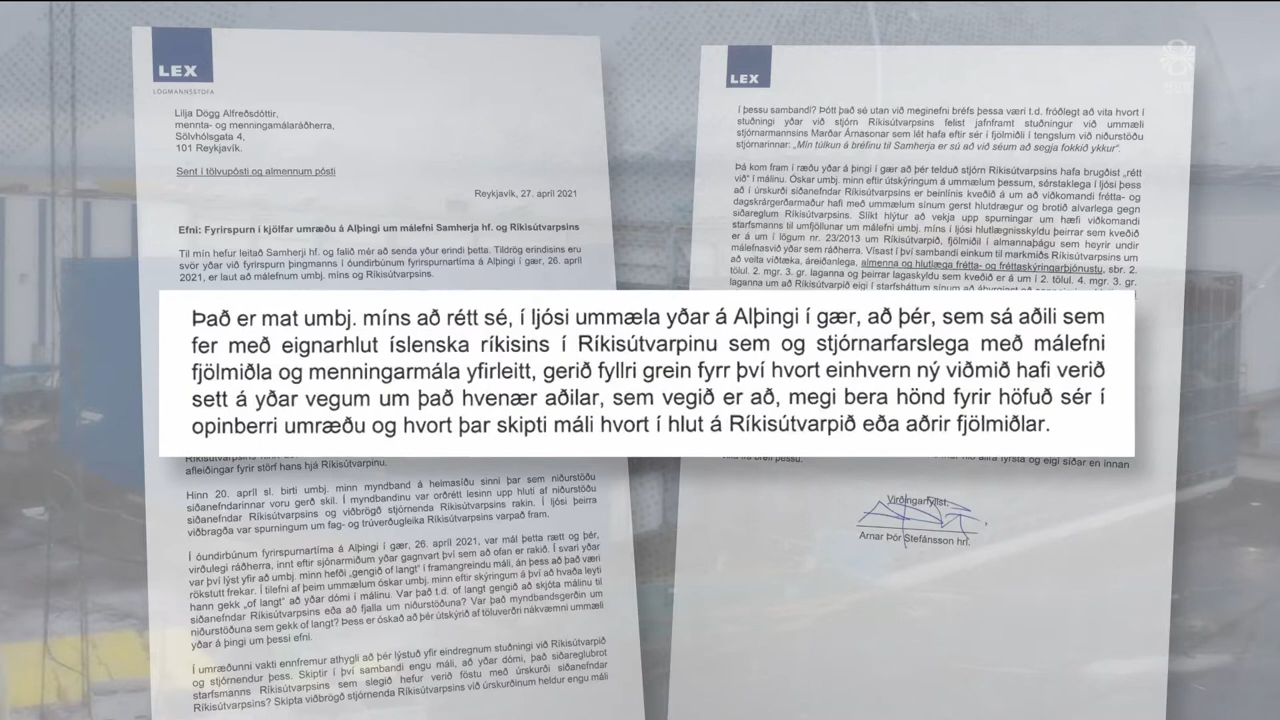 LEX
LÖGMANNSSTOFA
Lilja Dögg Alfreðsdóttir,
mennta- og menningamálaráðherra,
Sölvhólsgata 4,
101 Reykjavík.
Sent í tölvupósti og almennum pósti
Reykjavík, 27. apríl 2021
Efni: Fyrirspurn í kjölfar umræðu á Alþingi um málefni Samherja hf. og Ríkisútvarpsins
Til mín hefur leitað Samherji hf. og falið mér að senda yður erindi þetta. Tildrög erindisins eru
svör yðar við fyrirspurn þingmanns í óundirbúnum fyrirspurnartíma á Alþingi í gær, 26. apríl
2021, er laut að málefnum umbj. míns og Ríkisútvarpsins.
Það er mat umbj. míns að rétt sé, í ljósi ummæla yðar á Alþingi í gær, að þér, sem sá aðili sem
fer með eignarhlut íslenska ríkisins í Ríkisútvarpinu sem og stjórnarfarslega með málefni
fjölmiðla og menningarmála yfirleitt, gerið fyllri grein fyrr því hvort einhvern ný viðmið hafi verið
sett á yðar vegum um það hvenær aðilar, sem vegið er að, megi bera hönd fyrir höfuð sér í
opinberri umræðu og hvort þar skipti máli hvort í hlut á Ríkisútvarpið eða aðrir fjölmiðlar.
afleiðingar fyrir störf hans hjá Ríkisútvarpinu.
Hinn 20. apríl sl. birti umbj. minn myndband á heimasíðu sinni þar sem niðurstöðu
siðanefndarinnar voru gerð skil. Í myndbandinu var orðrétt lesinn upp hluti af niðurstöðu
siðanefndar Ríkisútvarpsins og viðbrögð stjórnenda Ríkisútvarpsins rakin. Í ljósi þeirra
viðbragða var spurningum um fag- og trúverðugleika Ríkisútvarpsins varpað fram.
Í óundirbúnum fyrirspurnartíma á Alþingi í gær, 26. apríl 2021, var mál þetta rætt og þér,
virðulegi ráðherra, innt eftir sjónarmiðum yðar gagnvart því sem að ofan er rakið. Í svari yðar
var því lýst yfir að umbj. minn hefði „gengið of langt“ í framangreindu máli, án þess að það væri
rökstutt frekar. Í tilefni af þeim ummælum óskar umbj. minn eftir skýringum á því að hvaða leyti
hann gekk „of langt“ að yðar dómi í málinu. Var það t.d. of langt gengið að skjóta málinu til
siðanefndar Ríkisútvarpsins eða að fjalla um niðurstöðuna? Var það myndbandsgerðin um
niðurstöðuna sem gekk of langt? Þess er óskað að þér útskýrið af töluverðri nákvæmni ummæli
yðar á þingi um þessi efni.
Í umræðunni vakti ennfremur athygli að þér lýstuð yfir eindregnum stuðningi við Ríkisútvarpið
og stjórnendur þess. Skiptir í því sambandi engu máli, að yðar dómi, það siðareglubrot
starfsmanns Ríkisútvarpsins sem slegið hefur verið föstu með úrskurði siðanefndar
Ríkisútvarpsins? Skipta viðbrögð stjórnenda Ríkisútvarpsins við úrskurðinum heldur engu máli
LEX
í þessu sambandi? Þótt það sé utan við meginefni bréfs þessa væri t.d. fróðlegt að vita hvort í
stuðningi yðar við stjórn Ríkisútvarpsins felist jafnframt stuðningur við ummæli
stjórnarmannsins Marðar Árnasonar sem lét hafa eftir sér í fjölmiðli í tengslum við niðurstöðu
stjórnarinnar: „Mín túlkun á bréfinu til Samherja er sú að við séum að segja fokkið ykkur“.
Þá kom fram í ræðu yðar á þingi í gær að þér telduð stjórn Ríkisútvarpsins hafa brugðist „rétt
við“ í málinu. Óskar umbj. minn eftir útskýringum á ummælum þessum, sérstaklega í ljósi þess
að í úrskurði siðanefndar Ríkisútvarpsins er beinlínis kveðið á um að viðkomandi frétta- og
dagskrárgerðarmaður hafi með ummælum sínum gerst hlutdrægur og brotið alvarlega gegn
siðareglum Ríkisútvarpsins. Slíkt hlýtur að vekja upp spurningum um hæfi viðkomandi
starfsmanns til umfjöllunar um málefni umbj. míns í ljósi hlutlægnisskyldu þeirrar sem kveðið
er á um í lögum nr. 23/2013 um Ríkisútvarpið, fjölmiðil í almannaþágu sem heyrir undir
málefnasvið yðar sem ráðherra. Vísast í því sambandi einkum til markmiðs Ríkisútvarpsins um
að veita víðtæka, áreiðanlega, almenna og hlutlæga frétta- og fréttaskýringarþjónustu, sbr. 2.
tölul. 2. mgr. 3. gr. laganna og þeirrar lagaskyldu sem kveðið er á um í 2. tölul. 4. mgr. 3. gr.
laganna um að Ríkisútvarpið eigi í starfsháttum sínum að
allra fyrsta og eigi síðar en innan
Virðingarfyllst,
Arnar Þór Stefánsson hrl.